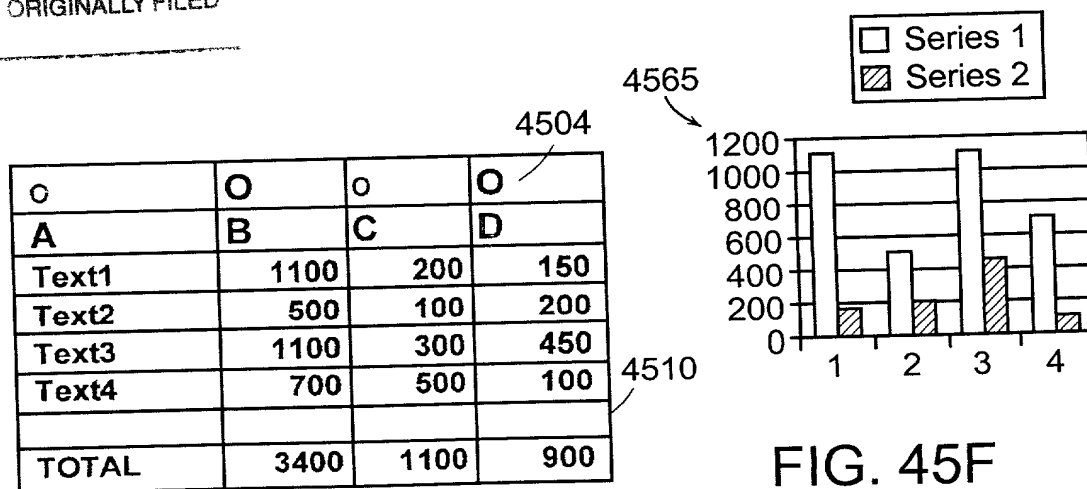 ORIGINALLY FILED
4504
o O o O
A B C D
Text1 1100 200 150
Text2 500 100 200
Text3 1100 300 450
Text4 700 500 100
TOTAL 3400 1100 900
4510
Series 1
Series 2
4565
1200
1000
800
600
400
200
0
1 2 3 4
FIG. 45F